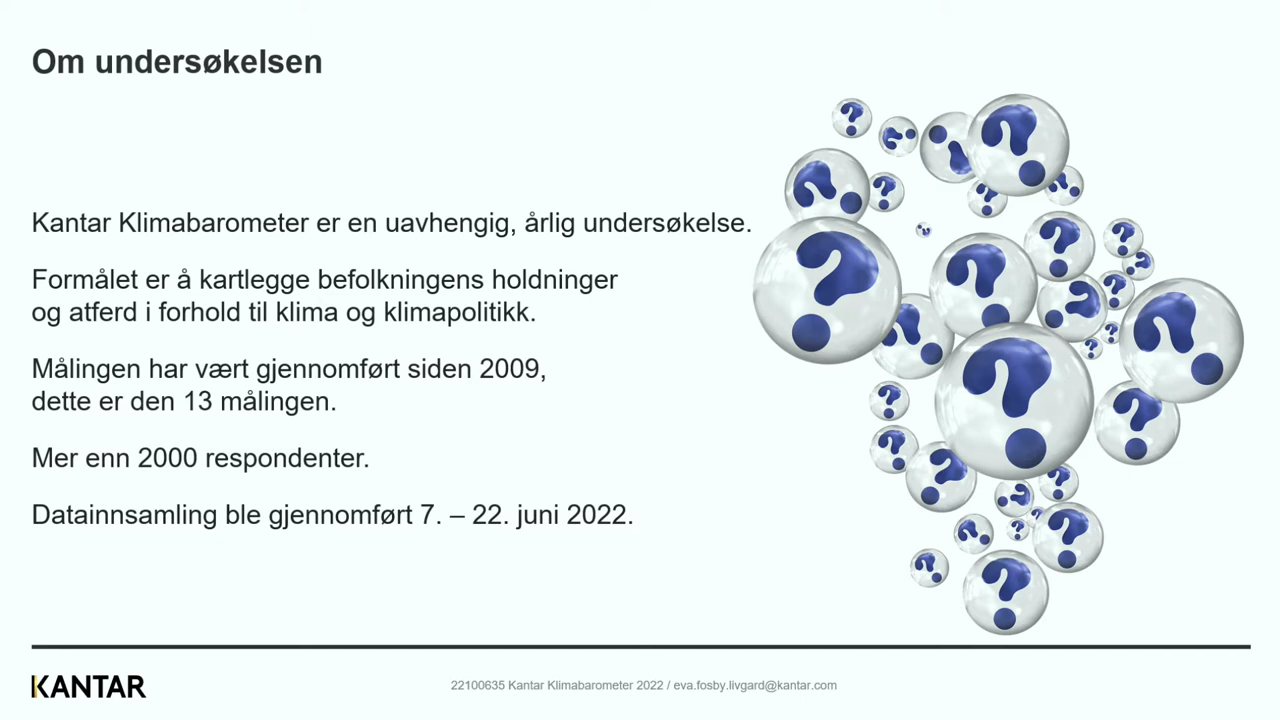 Om undersøkelsen
Kantar Klimabarometer er en uavhengig, årlig undersøkelse.
Formålet er å kartlegge befolkningens holdninger
og atferd i forhold til klima og klimapolitikk.
Målingen har vært gjennomført siden 2009,
dette er den 13 målingen.
Mer enn 2000 respondenter.
Datainnsamling ble gjennomført 7. – 22. juni 2022.
KANTAR
22100635 Kantar Klimabarometer 2022 / eva.fosby.livgard@kantar.com